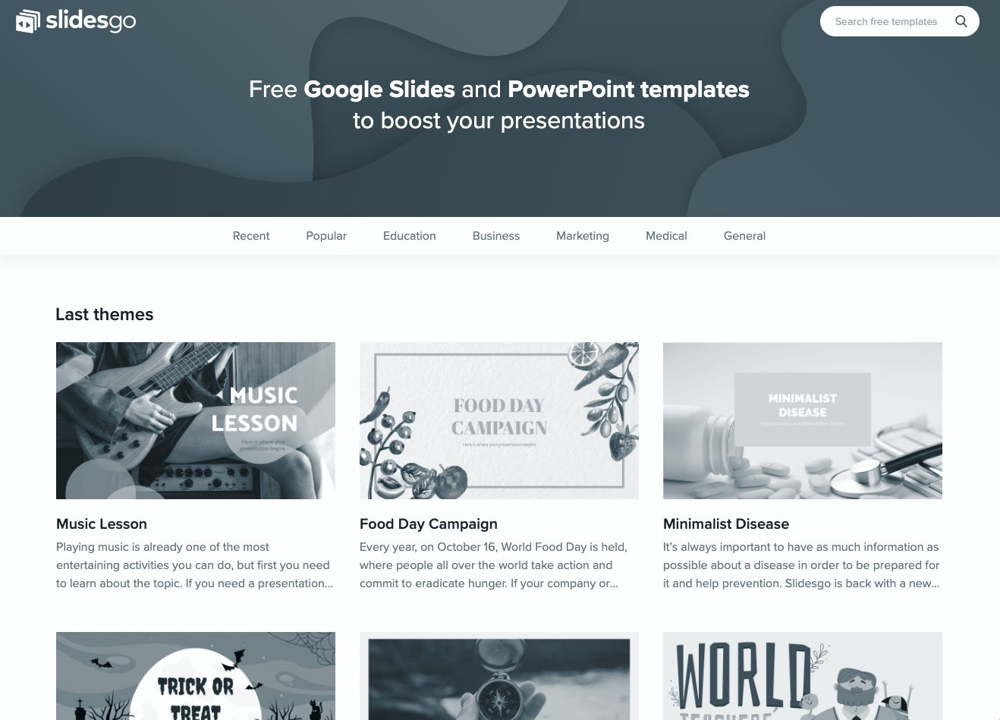 slidesgo
Search free templates
Free Google Slides and PowerPoint templates
to boost your presentations
Recent
Popular
Education
Business
Marketing
Medical
General
Last themes
MUSIC
LESSON
Here is where your
presentation begins
Music Lesson
Playing music is already one of the most
entertaining activities you can do, but first you need
to learn about the topic. If you need a presentation...
FOOD DAY
CAMPAIGN
Here is where your presentation begins
Food Day Campaign
Every year, on October 16, World Food Day is held,
where people all over the world take action and
commit to eradicate hunger. If your company or...
MINIMALIST
DISEASE
Here is where your presentation begins
Minimalist Disease
It's always important to have as much information as
possible about a disease in order to be prepared for
it and help prevention. Slidesgo is back with a new...
TRICK OR
TREAT
WORLD
TEACHERS